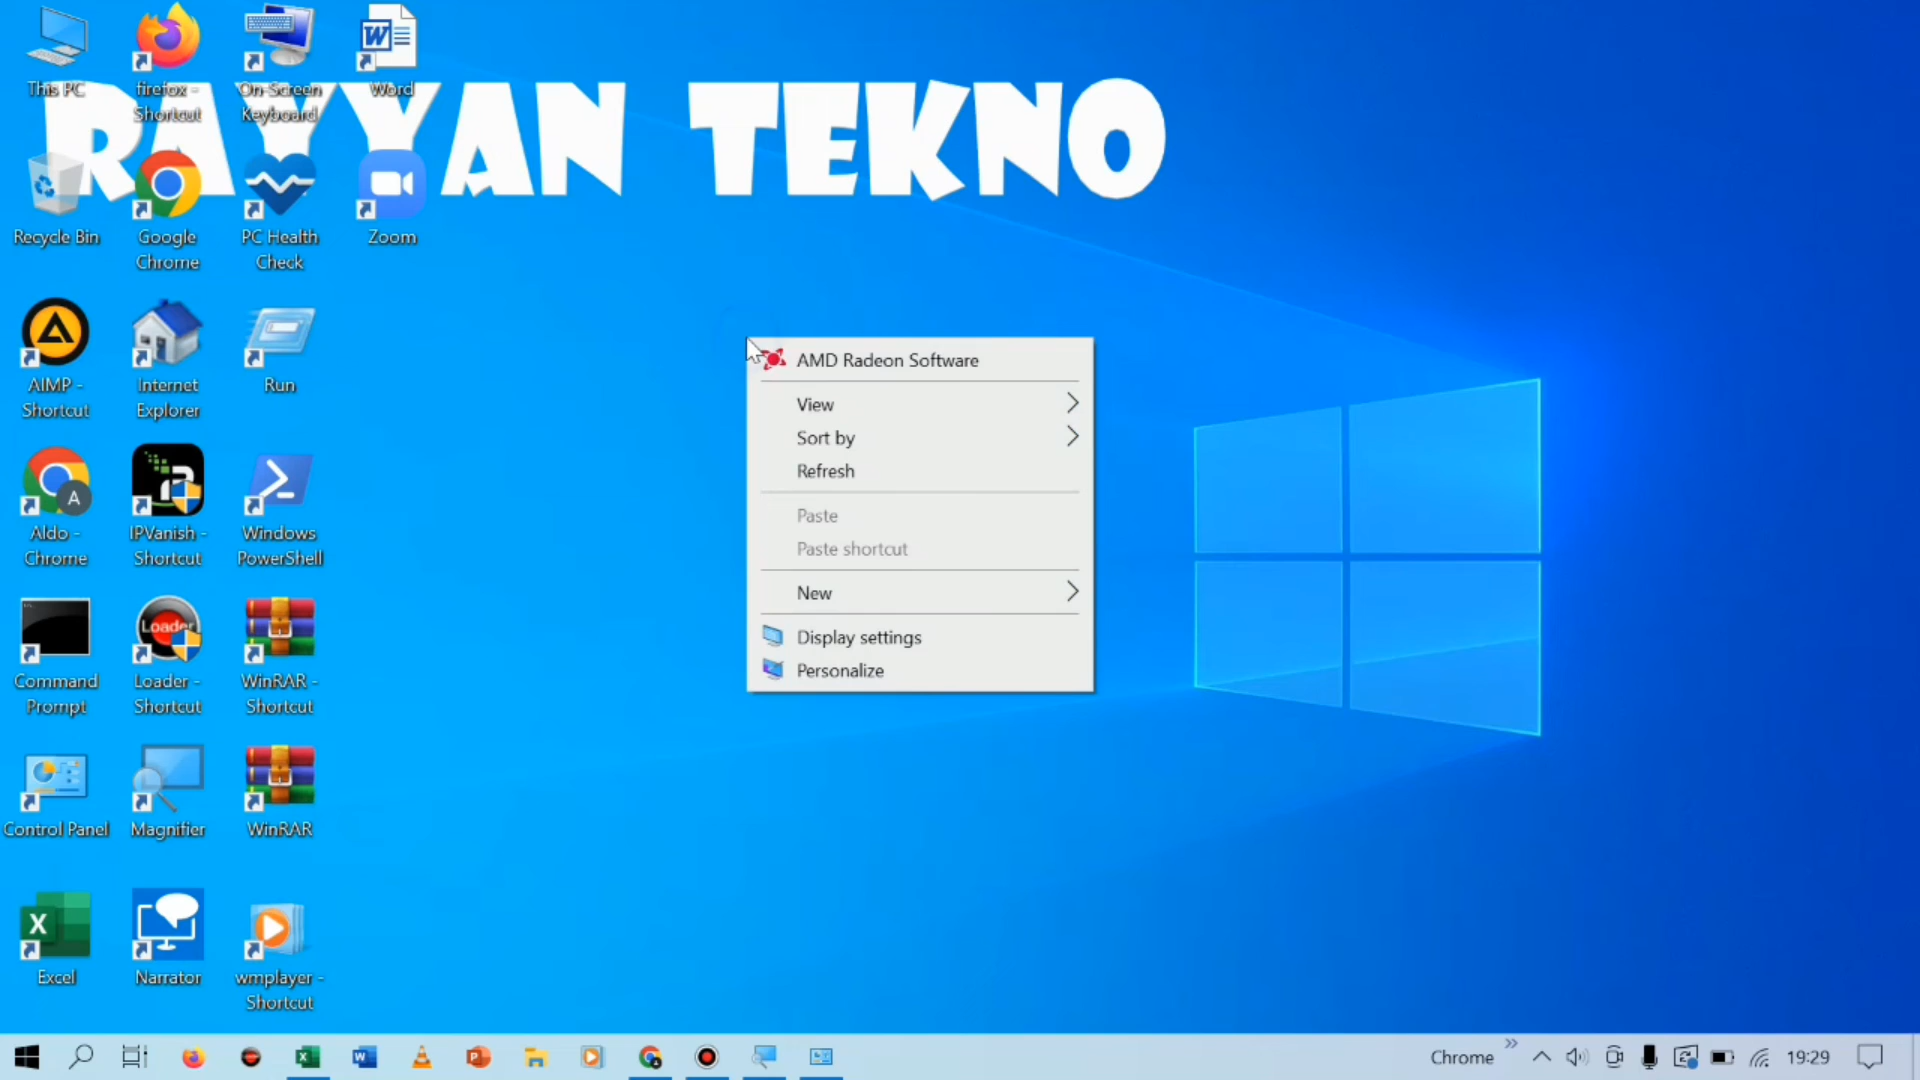 RAYYAN TEKNO
This PC
firefox -
Shortcut
On-Screen
Keyboard
Word
Recycle Bin
Google
Chrome
PC Health
Check
Zoom
AIMP -
Shortcut
Internet
Explorer
Run
A
Aldo -
Chrome
IPVanish -
Shortcut
Windows
PowerShell
Command
Prompt
Loader
Loader -
Shortcut
WinRAR -
Shortcut
Control Panel
Magnifier
WinRAR
Excel
Narrator
wmplayer -
Shortcut
AMD Radeon Software
View
Sort by
Refresh
Paste
Paste shortcut
New
Display settings
Personalize
Chrome
19:29